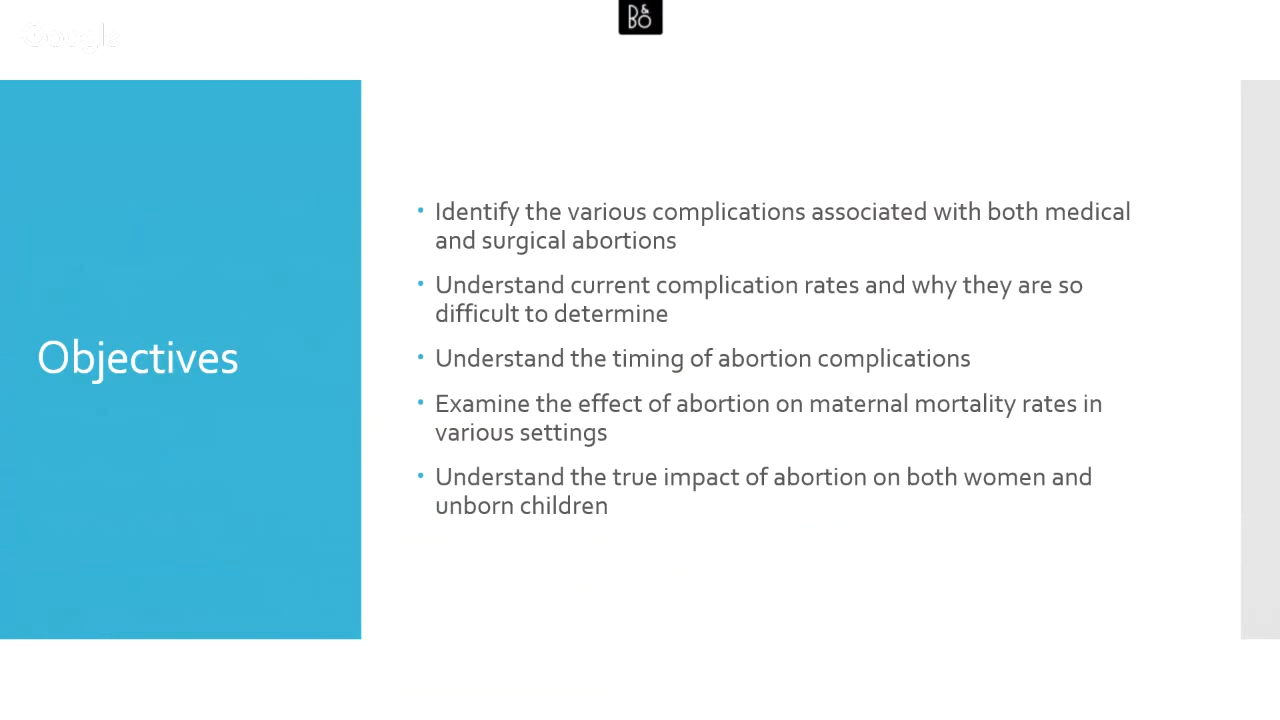 Google
B&O
Objectives
• Identify the various complications associated with both medical
and surgical abortions
• Understand current complication rates and why they are so
difficult to determine
• Understand the timing of abortion complications
• Examine the effect of abortion on maternal mortality rates in
various settings
• Understand the true impact of abortion on both women and
unborn children